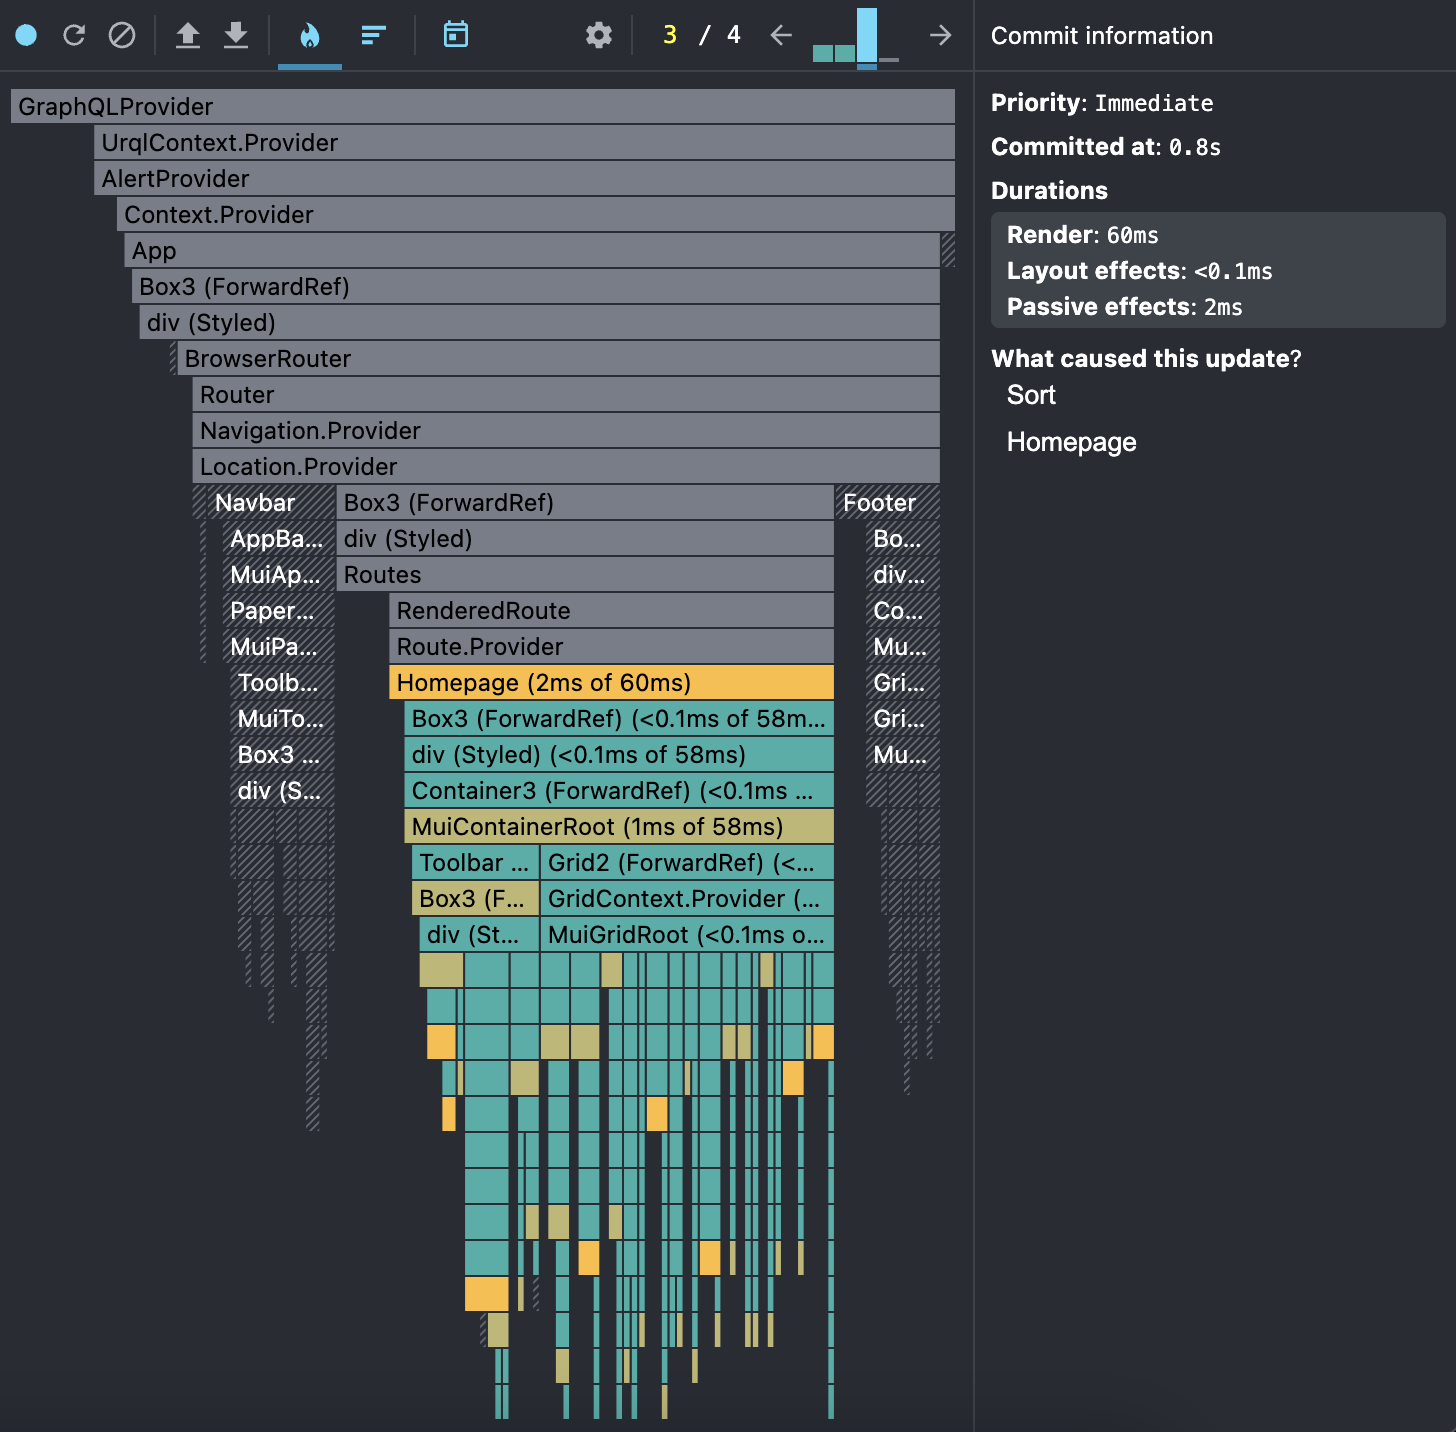 3 / 4
Commit information
GraphQLProvider
UrqlContext.Provider
AlertProvider
Context.Provider
App
Box3 (ForwardRef)
div (Styled)
BrowserRouter
Router
Navigation.Provider
Location.Provider
Navbar Box3 (ForwardRef) Footer
AppBa... div (Styled) Bo...
MuiAp... Routes div...
Paper... RenderedRoute Co...
MuiPa... Route.Provider Mu...
Toolb... Homepage (2ms of 60ms) Gri...
MuiTo... Box3 (ForwardRef) (<0.1ms of 58m... Gri...
Box3 ... div (Styled) (<0.1ms of 58ms) Mu...
div (S... Container3 (ForwardRef) (<0.1ms ...
MuiContainerRoot (1ms of 58ms)
Toolbar ... Grid2 (ForwardRef) (<...
Box3 (F... GridContext.Provider (...
div (St... MuiGridRoot (<0.1ms o...
Priority: Immediate
Committed at: 0.8s
Durations
Render: 60ms
Layout effects: <0.1ms
Passive effects: 2ms
What caused this update?
Sort
Homepage